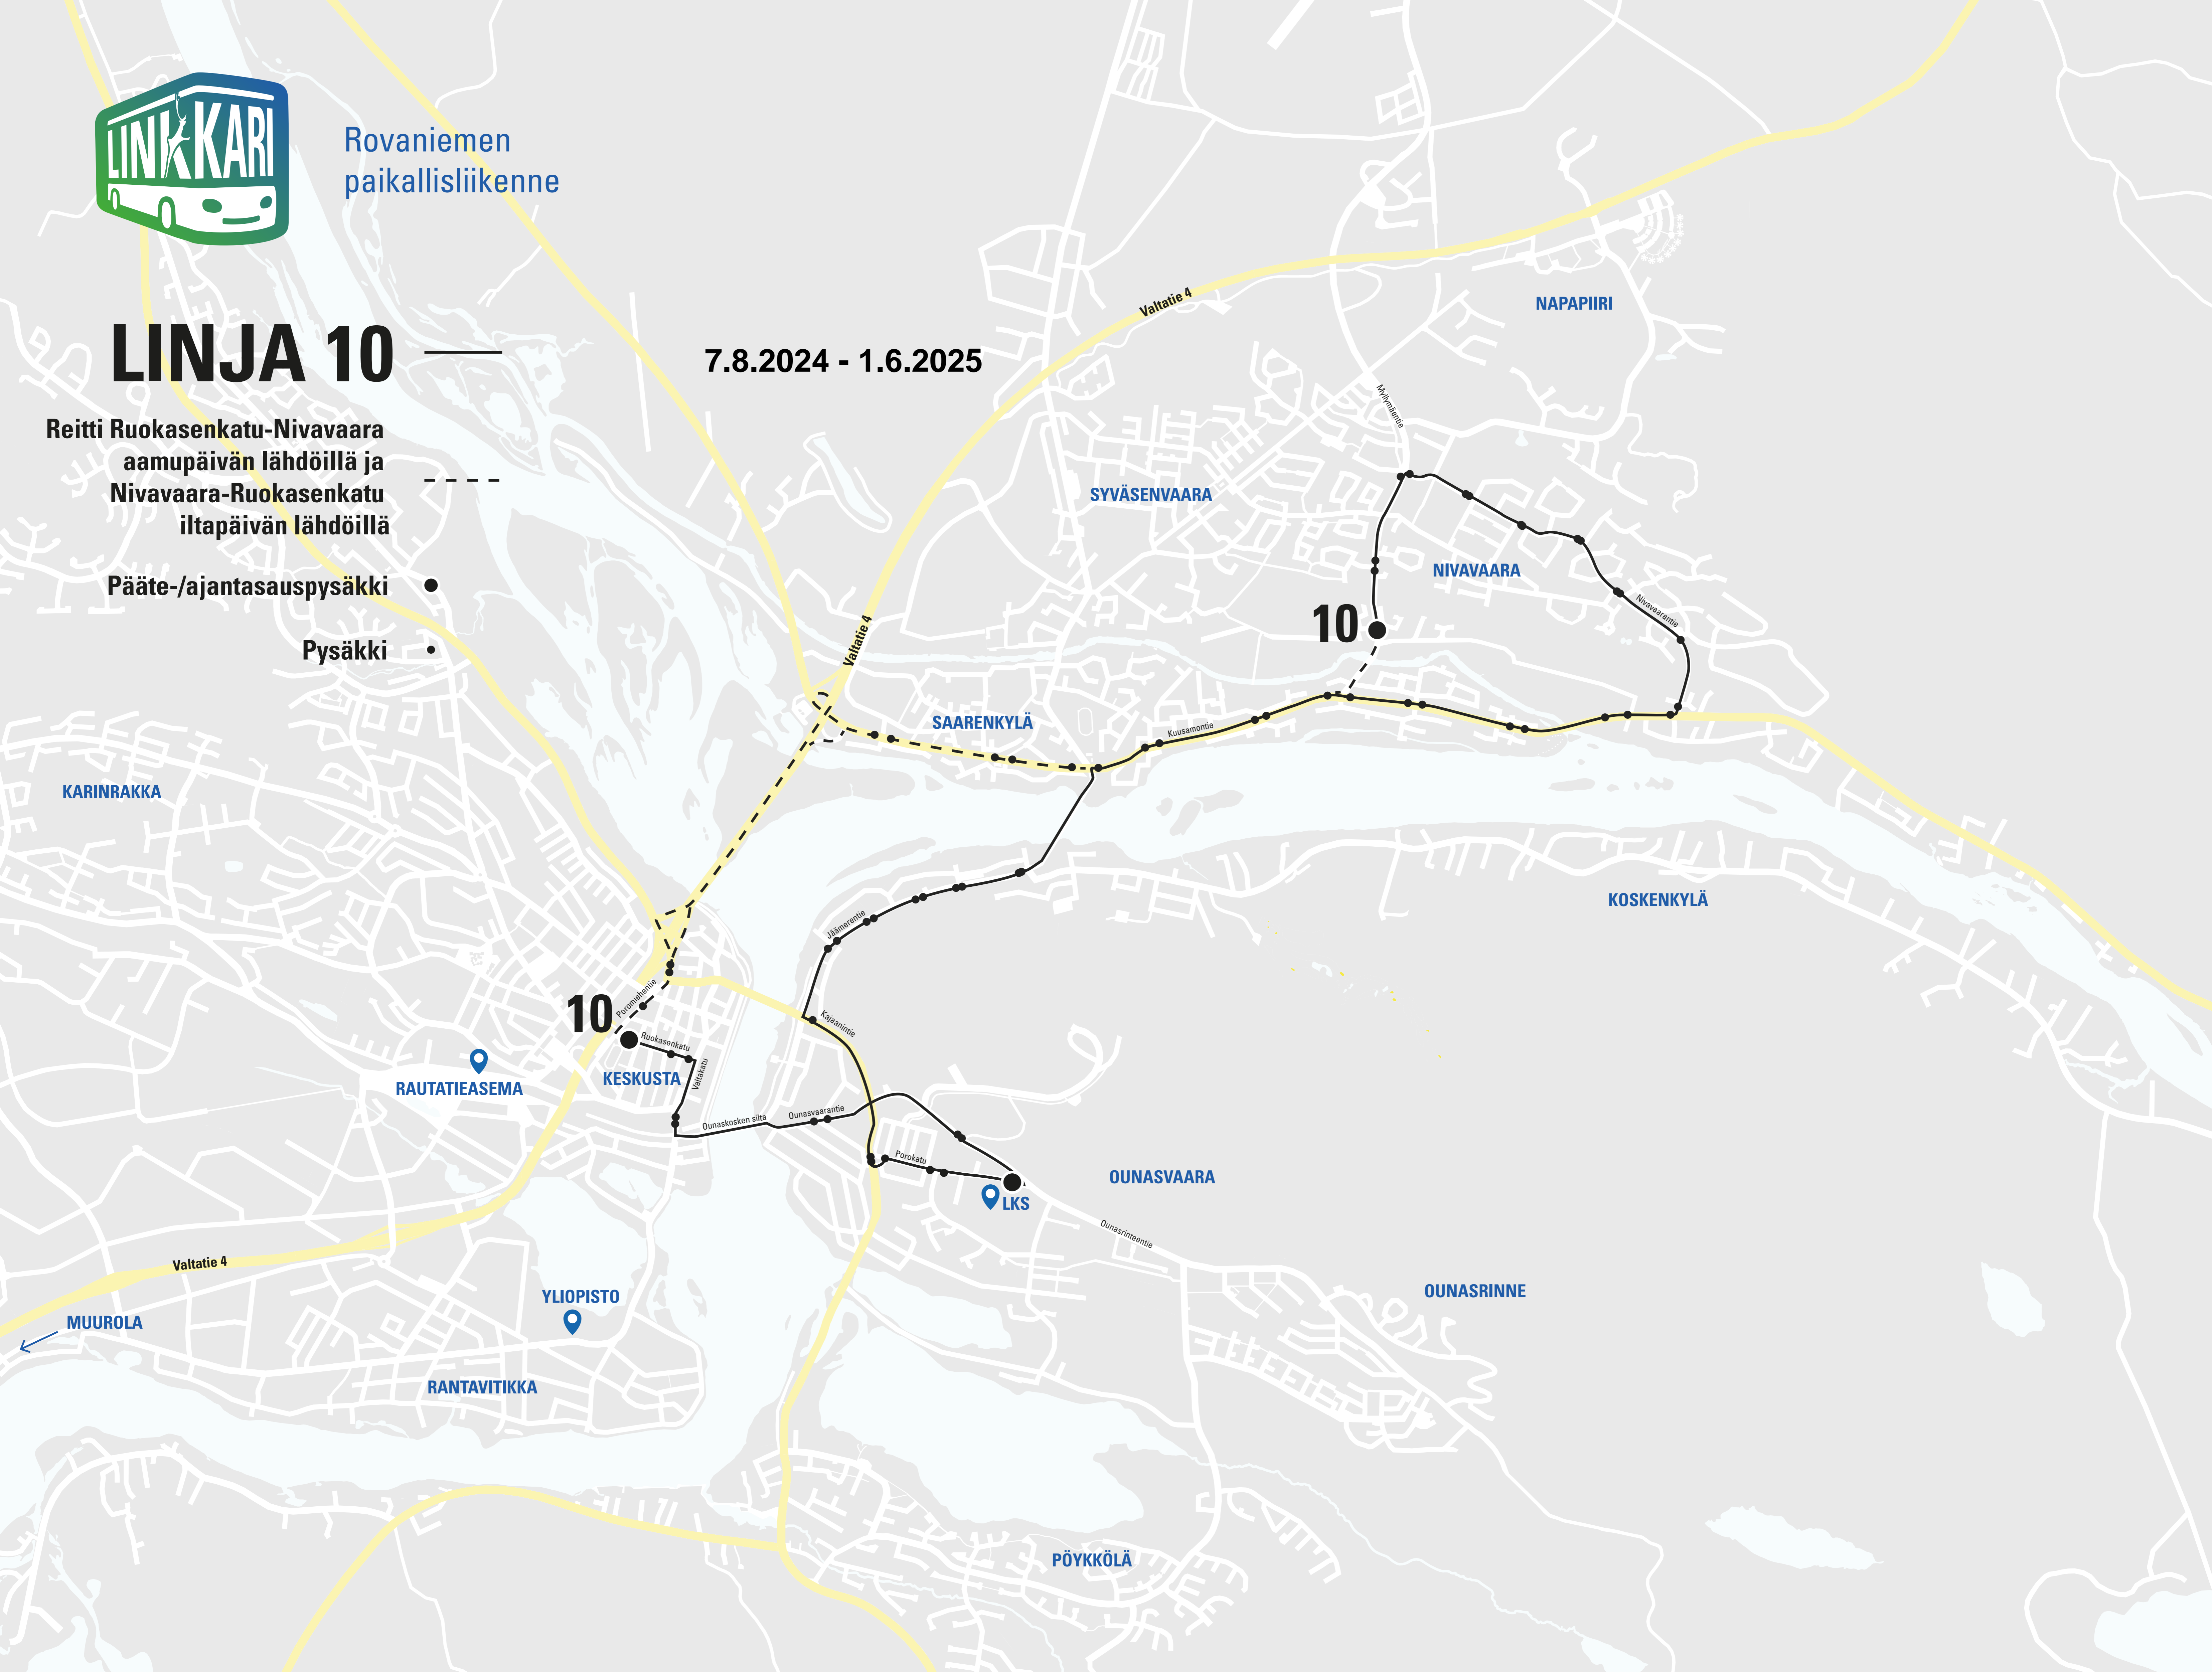 LINKKARI
Rovaniemen
paikallisliikenne
LINJA 10
7.8.2024 - 1.6.2025
Reitti Ruokasenkatu-Nivavaara
aamupäivän lähdöillä ja
Nivavaara-Ruokasenkatu
iltapäivän lähdöillä
Pääte-/ajantasauspysäkki
Pysäkki
Valtatie 4
NAPAPIIRI
Myllymäentie
SYVÄSENVAARA
NIVAVAARA
Nivavaarantie
10
Valtatie 4
SAARENKYLÄ
Kuusamontie
KARINRAKKA
KOSKENKYLÄ
Jäämerentie
Poromiehentie
10
Kajaanintie
Ruokasenkatu
Valtakatu
KESKUSTA
RAUTATIEASEMA
Ounaskosken silta
Ounasvaarantie
Porokatu
OUNASVAARA
LKS
Ounasrinteentie
Valtatie 4
OUNASRINNE
YLIOPISTO
MUUROLA
RANTAVITIKKA
PÖYKKÖLÄ